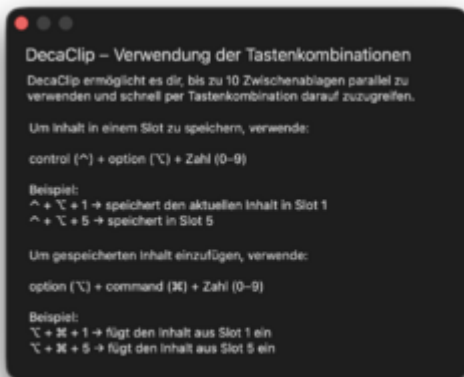 DecaClip – Verwendung der Tastenkombinationen
DecaClip ermöglicht es dir, bis zu 10 Zwischenablagen parallel zu
verwenden und schnell per Tastenkombination darauf zuzugreifen.
Um Inhalt in einem Slot zu speichern, verwende:
control (^) + option (⌥) + Zahl (0–9)
Beispiel:
^ + ⌥ + 1 → speichert den aktuellen Inhalt in Slot 1
^ + ⌥ + 5 → speichert in Slot 5
Um gespeicherten Inhalt einzufügen, verwende:
option (⌥) + command (⌘) + Zahl (0–9)
Beispiel:
⌥ + ⌘ + 1 → fügt den Inhalt aus Slot 1 ein
⌥ + ⌘ + 5 → fügt den Inhalt aus Slot 5 ein